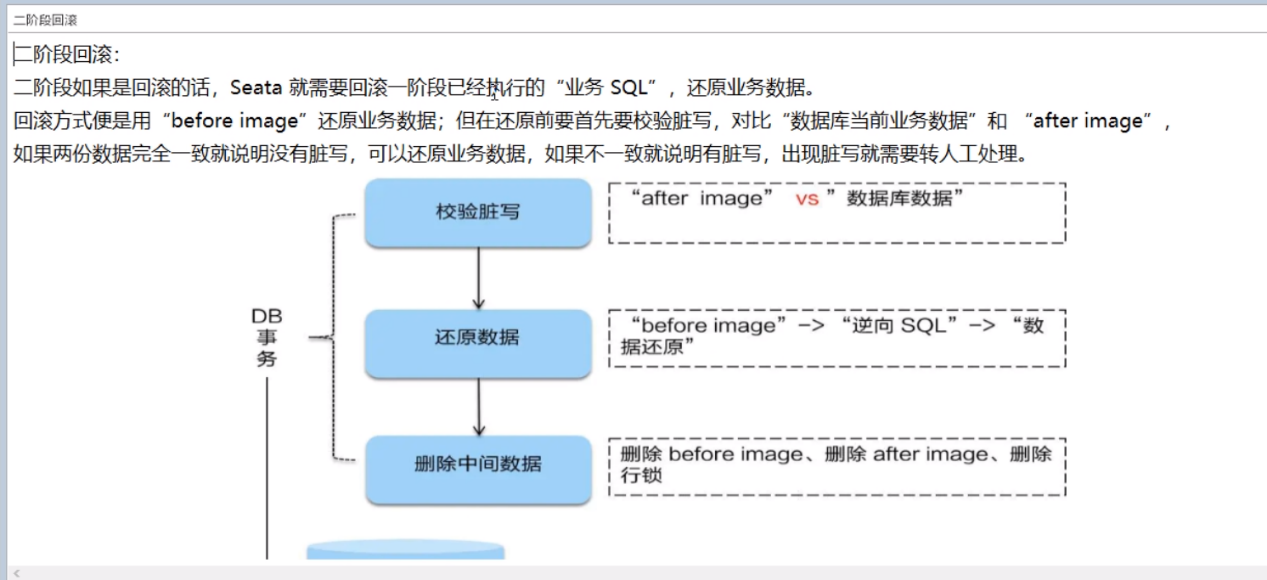 二阶段回滚
二阶段回滚：
二阶段如果是回滚的话，Seata 就需要回滚一阶段已经执行的“业务 SQL”，还原业务数据。
回滚方式便是用“before image”还原业务数据；但在还原前要首先要校验脏写，对比“数据库当前业务数据”和 “after image”，
如果两份数据完全一致就说明没有脏写，可以还原业务数据，如果不一致就说明有脏写，出现脏写就需要转人工处理。
校验脏写
“after image” vs ”数据库数据”
DB
事
务
还原数据
“before image”–> “逆向 SQL”–> “数
据还原”
删除中间数据
删除 before image、删除 after image、删除
行锁